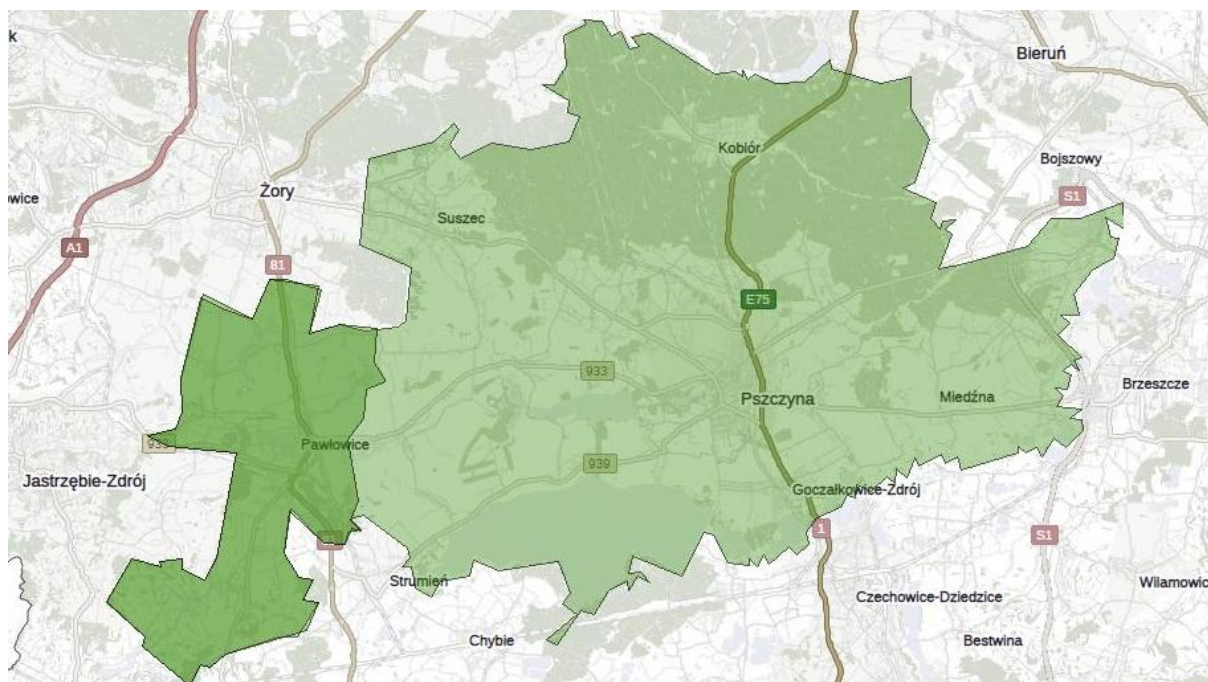 k
Bieruń
Kobiór
Bojszowy
Żory
owice
S1
Suszec
A1
81
E75
933
Brzeszcze
Miedźna
Pszczyna
Pawłowice
939
Jastrzębie-Zdrój
Goczałkowice-Zdrój
1
S1
Strumień
Wilamowic
Czechowice-Dziedzice
Chybie
Bestwina